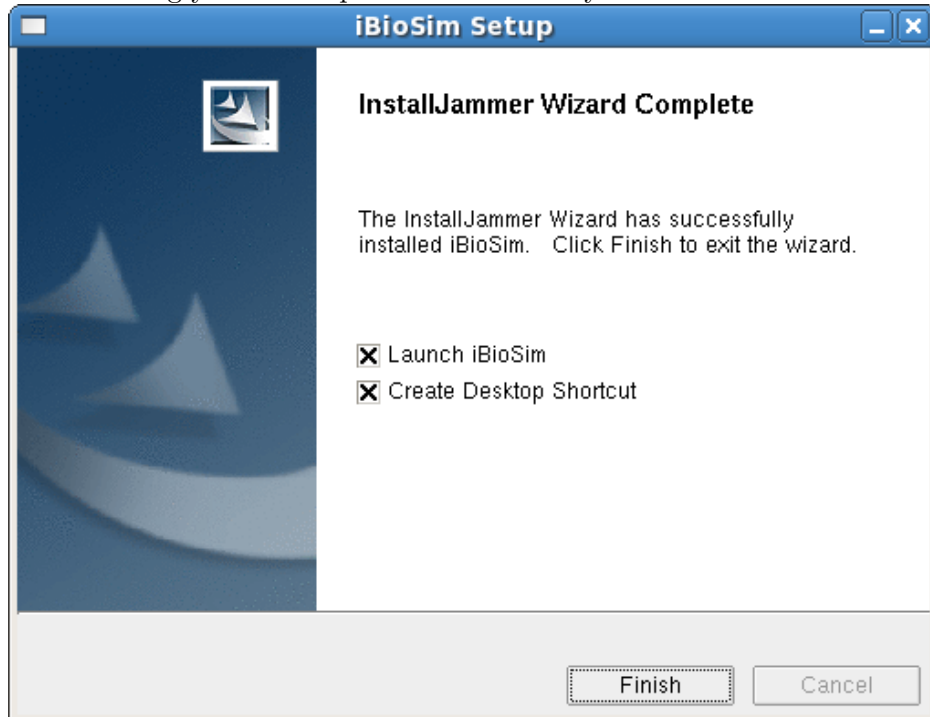 iBioSim Setup
InstallJammer Wizard Complete
The InstallJammer Wizard has successfully
installed iBioSim. Click Finish to exit the wizard.
Launch iBioSim
Create Desktop Shortcut
Finish Cancel